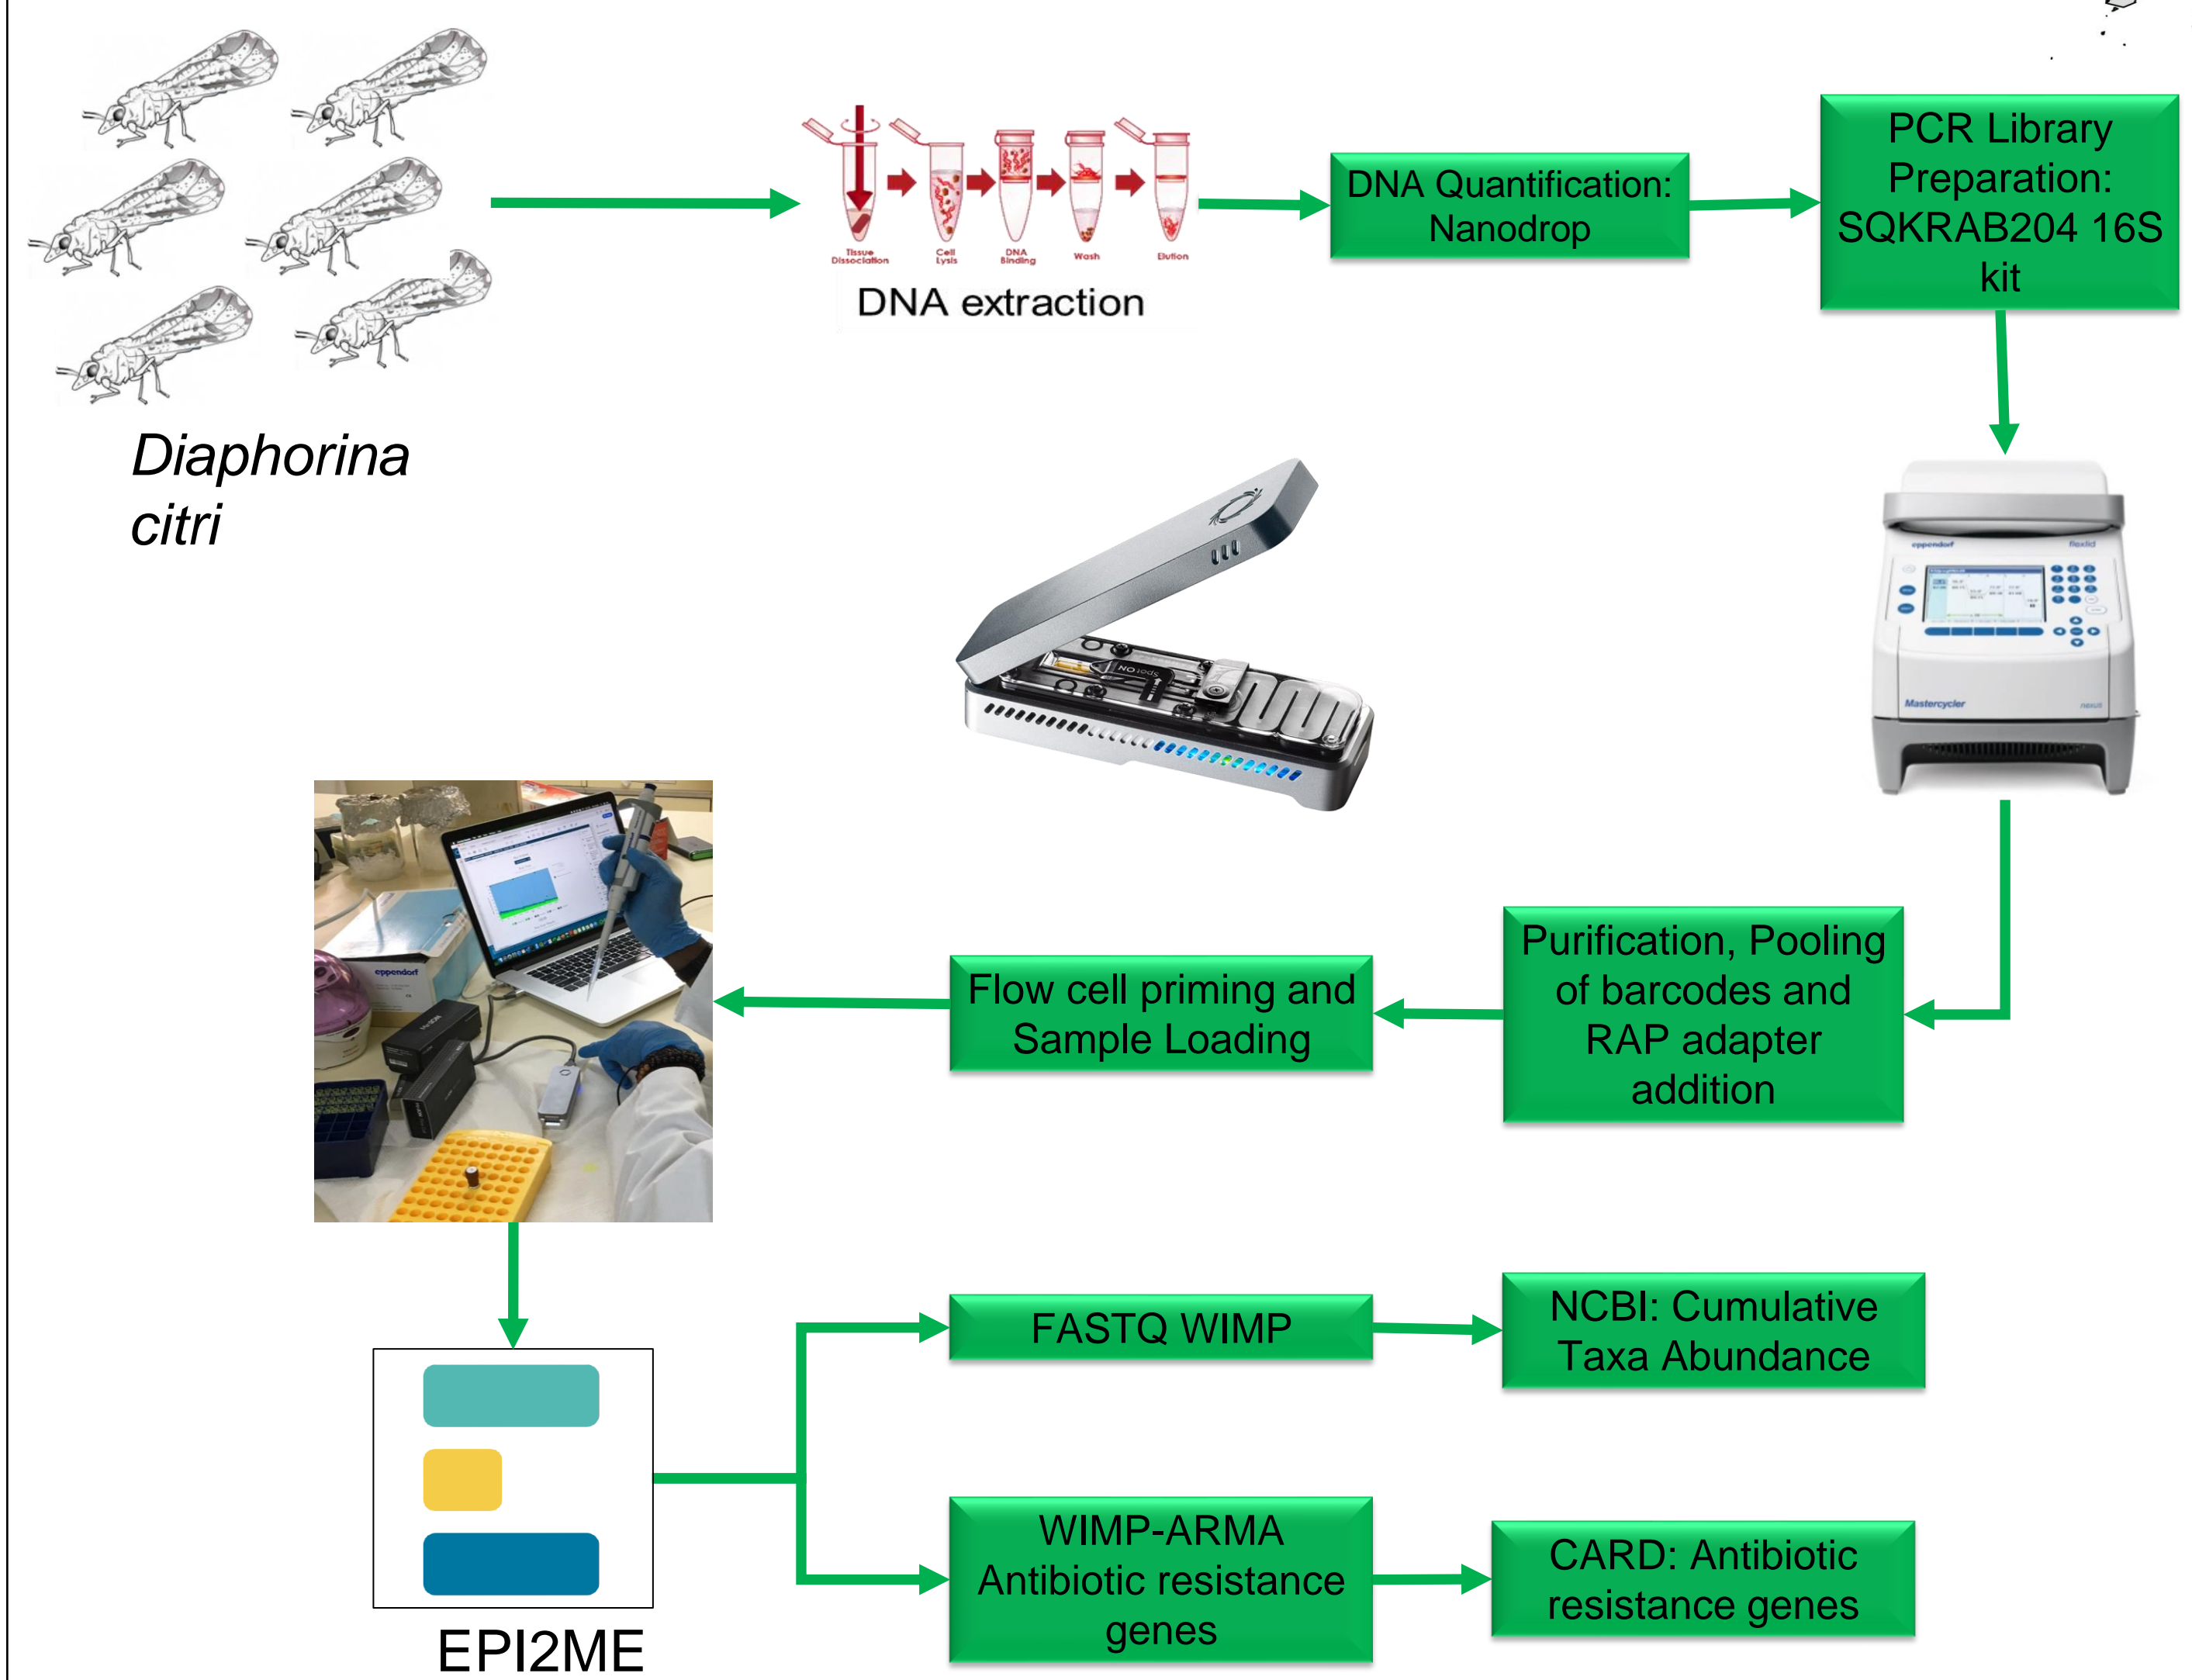 Tissue
Dissociation
Cell
Lysis
DNA
Binding
Wash
Elution
DNA extraction
DNA Quantification:
Nanodrop
PCR Library
Preparation:
SQKRAB204 16S
kit
Diaphorina
citri
eppendorf
flexlid
Mastercycler
nexus
Spot ON
eppendorf
Purification, Pooling
of barcodes and
RAP adapter
addition
Flow cell priming and
Sample Loading
FASTQ WIMP
NCBI: Cumulative
Taxa Abundance
WIMP-ARMA
Antibiotic resistance
genes
CARD: Antibiotic
resistance genes
EPI2ME